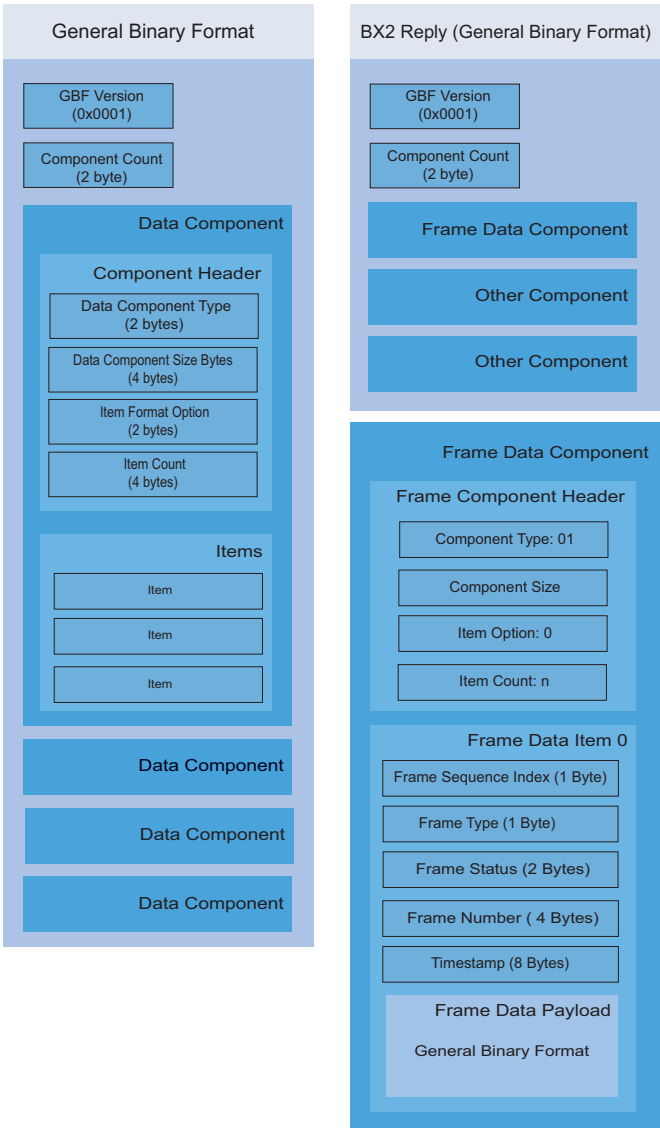 General Binary Format
GBF Version
(0x0001)
Component Count
(2 byte)
Data Component
Component Header
Data Component Type
(2 bytes)
Data Component Size Bytes
(4 bytes)
Item Format Option
(2 bytes)
Item Count
(4 bytes)
Items
Item
Item
Item
Data Component
Data Component
Data Component
BX2 Reply (General Binary Format)
GBF Version
(0x0001)
Component Count
(2 byte)
Frame Data Component
Other Component
Other Component
Frame Data Component
Frame Component Header
Component Type: 01
Component Size
Item Option: 0
Item Count: n
Frame Data Item 0
Frame Sequence Index (1 Byte)
Frame Type (1 Byte)
Frame Status (2 Bytes)
Frame Number ( 4 Bytes)
Timestamp (8 Bytes)
Frame Data Payload
General Binary Format